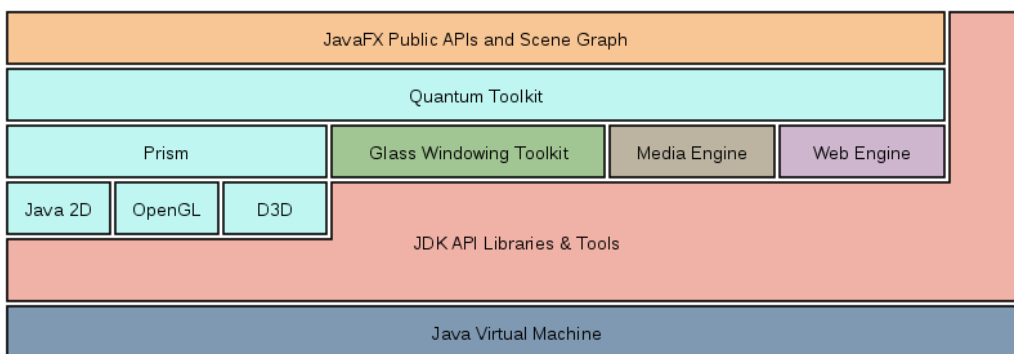 JavaFX Public APIs and Scene Graph
Quantum Toolkit
Prism
Glass Windowing Toolkit
Media Engine
Web Engine
Java 2D
OpenGL
D3D
JDK API Libraries & Tools
Java Virtual Machine